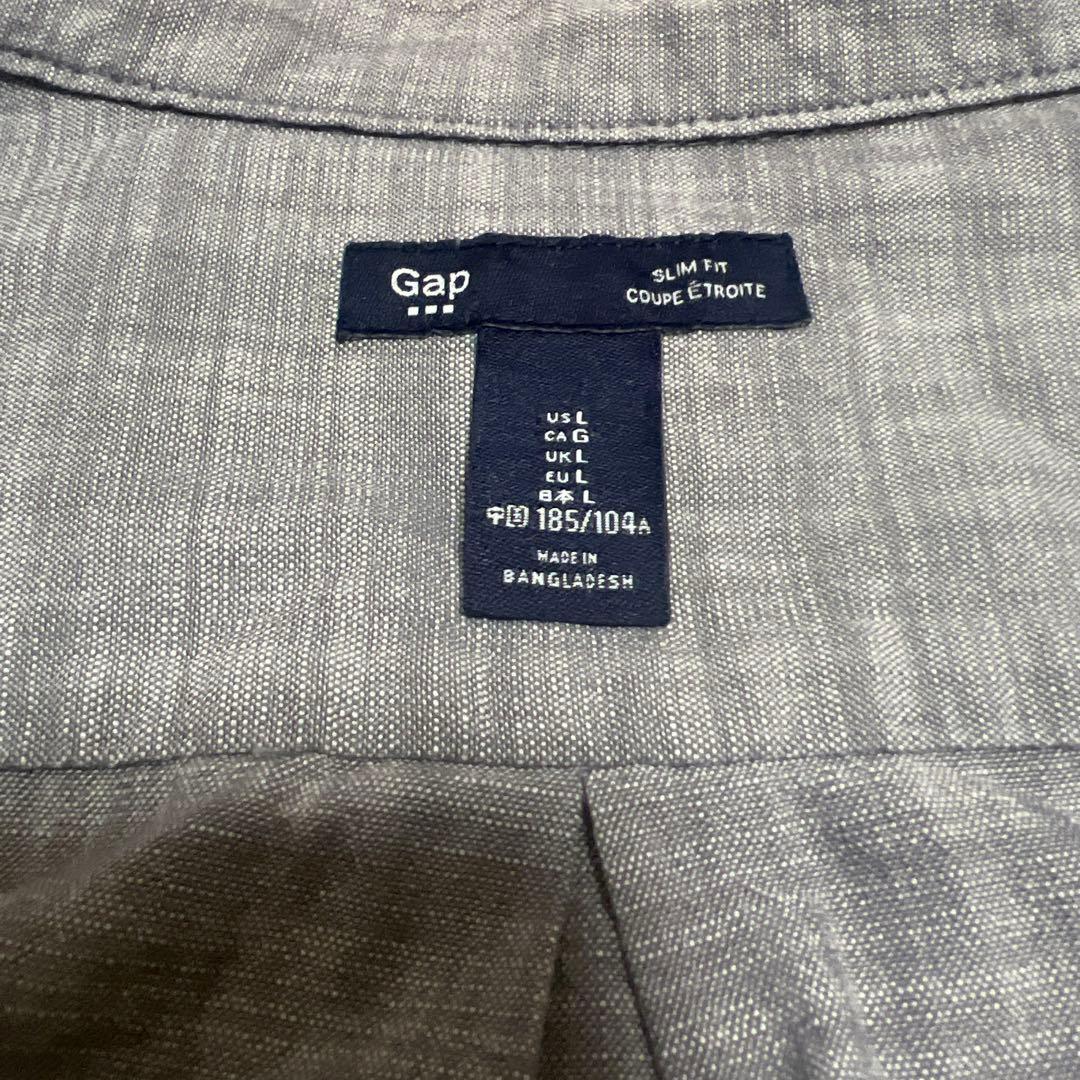 Gap
SLIM FIT
COUPE ÉTROITE
US L
CA G
UK L
EU L
日本 L
中国 185/104A
MADE IN
BANGLADESH